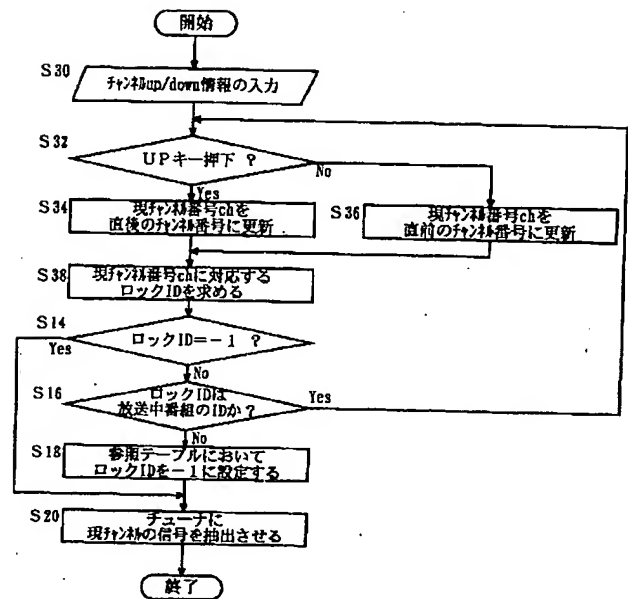 開始
S30
チャンネルup/down情報の入力
S32
UPキー押下 ?
No
Yes
S34
現チャンネル番号chを
直後のチャンネル番号に更新
S36
現チャンネル番号chを
直前のチャンネル番号に更新
S38
現チャンネル番号chに対応する
ロックIDを求める
S14
ロックID=-1 ?
Yes
No
S16
ロックIDは
放送中番組のIDか?
Yes
No
S18
参照テーブルにおいて
ロックIDを-1に設定する
S20
チューナに
現チャンネルの信号を抽出させる
終了